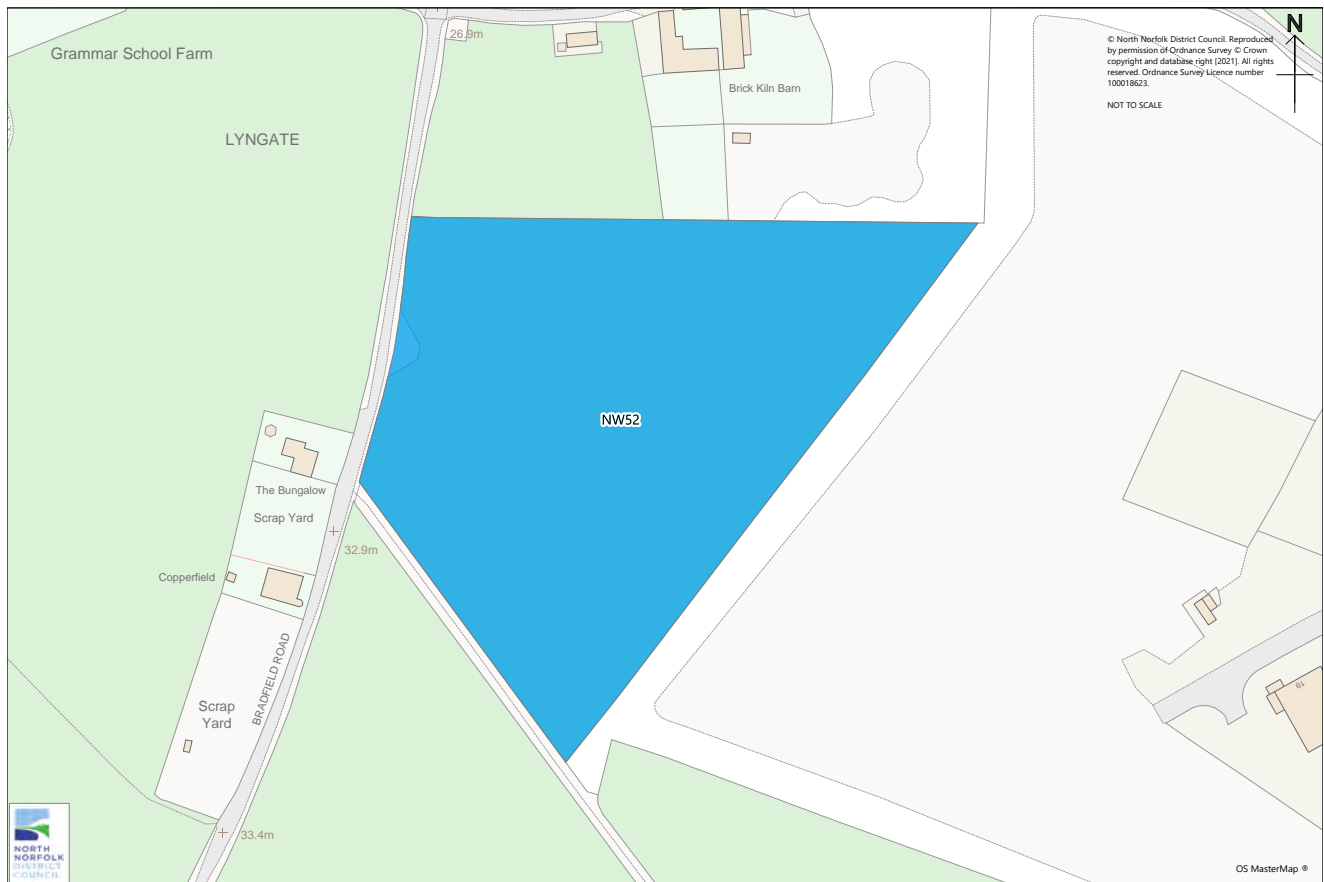 Grammar School Farm
26.9m
N
© North Norfolk District Council. Reproduced
by permission of Ordnance Survey © Crown
copyright and database right [2021]. All rights
reserved. Ordnance Survey Licence number
100018623.
NOT TO SCALE
Brick Kiln Barn
LYNGATE
NW52
The Bungalow
Scrap Yard
32.9m
Copperfield
BRADFIELD ROAD
Scrap
Yard
19
33.4m
NORTH
NORFOLK
DISTRICT
COUNCIL
OS MasterMap ®